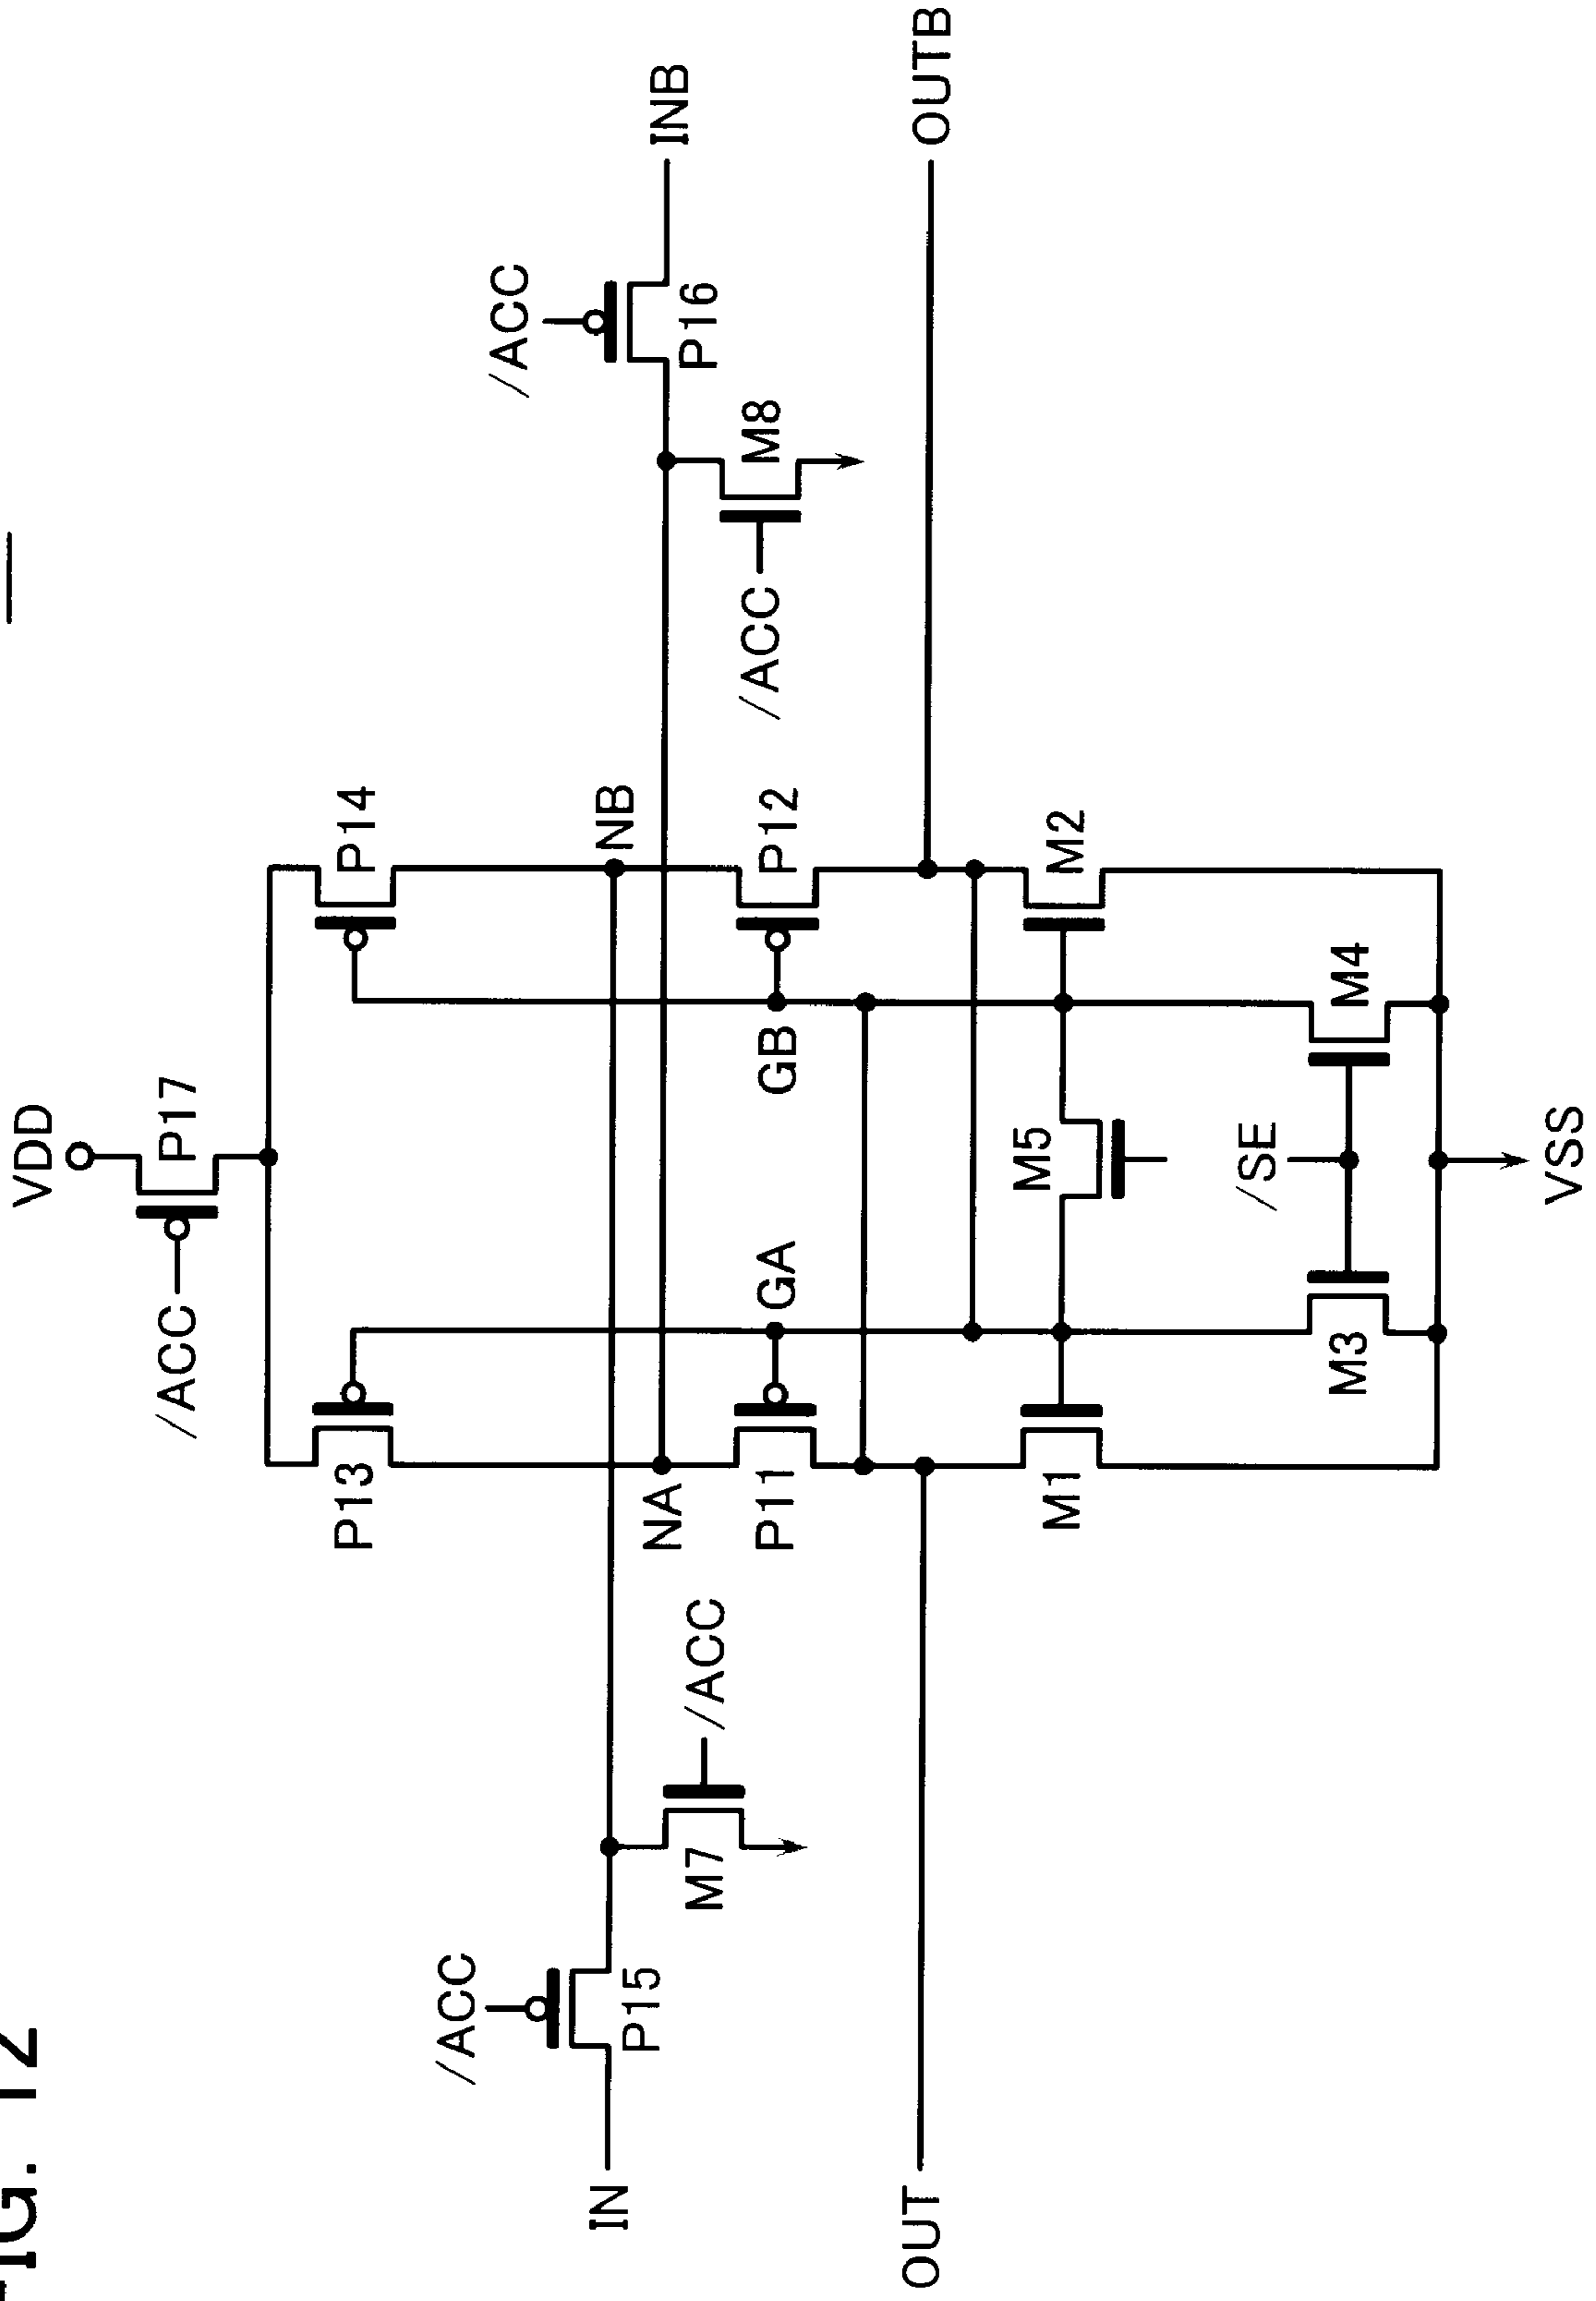 FIG. 12
VDD
/ACC
P17
P13
P14
/ACC
/ACC
IN
NB
P15
NA
INB
P16
M7
/ACC
/ACC
M8
P11
GA
GB
P12
OUT
OUTB
M5
M1
M2
/SE
M3
M4
VSS